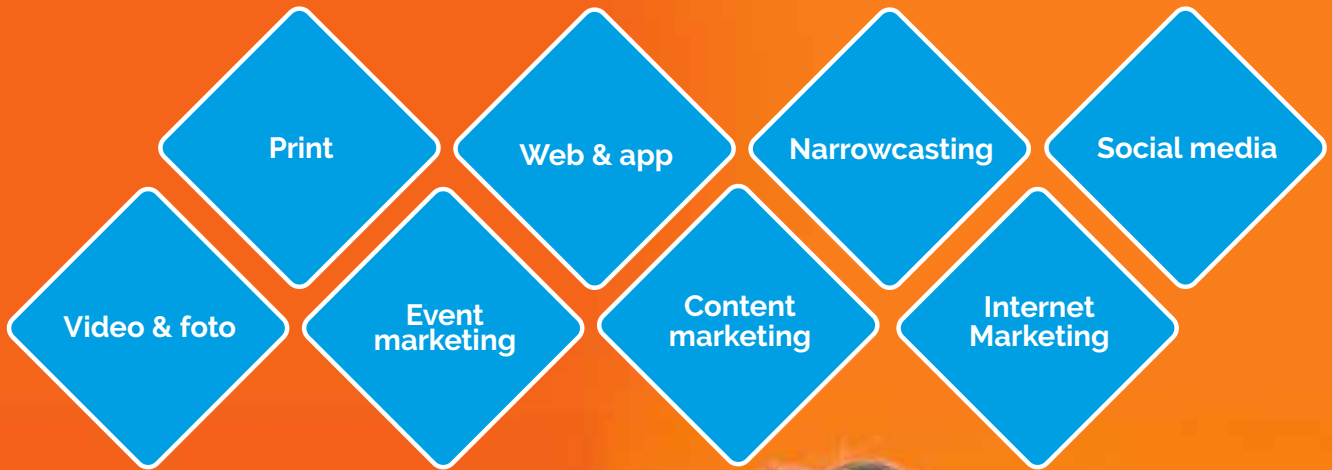 Print
Web & app
Narrowcasting
Social media
Video & foto
Event
marketing
Content
marketing
Internet
Marketing